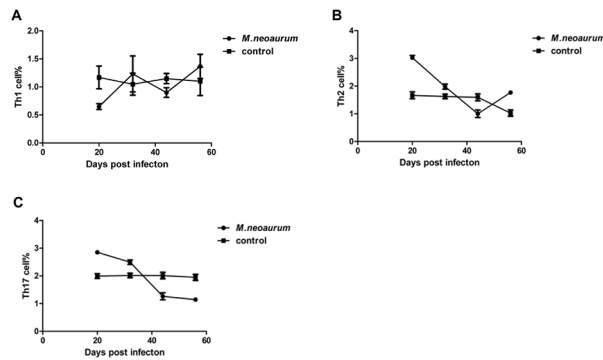 A
M.neoaurum
control
Th1 cell%
2.0
1.5
1.0
0.5
0.0
0 20 40 60
Days post infecton
B
M.neoaurum
control
Th2 cell%
4
3
2
1
0
0 20 40 60
Days post infecton
C
M.neoaurum
control
Th17 cell%
4
3
2
1
0
0 20 40 60
Days post infecton